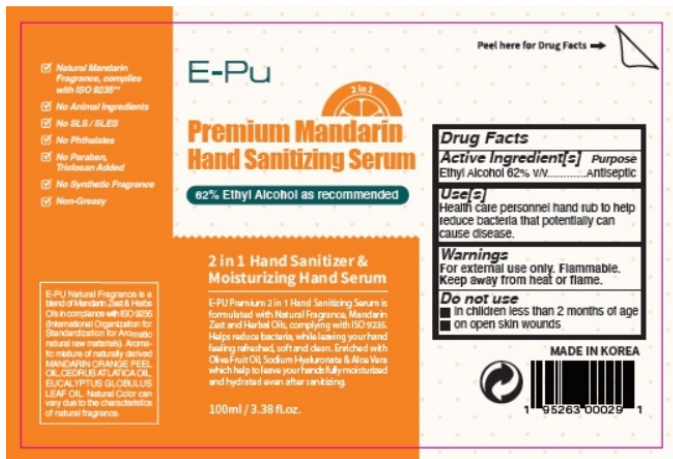 Natural Mandarin
Fragrance, complies
with ISO 9235**
No Animal Ingredients
No SLS / SLES
No Phthalates
No Paraben,
Triclosan Added
No Synthetic Fragrance
Non-Greasy
E-PU Natural Fragrance is a
blend of Mandarin Zest & Herbs
Oils in compliance with ISO 9235
(International Organization for
Standardization for Aromatic
natural raw materials). Aroma-
tic mixture of naturally derived
MANDARIN ORANGE PEEL
OIL, CEDRUS ATLATICA OIL,
EUCALYPTUS GLOBULUS
LEAF OIL. Natural Color can
vary due to the characteristics
of natural fragrance.
E-Pu
2 in 1
Premium Mandarin
Hand Sanitizing Serum
62% Ethyl Alcohol as recommended
2 in 1 Hand Sanitizer &
Moisturizing Hand Serum
E-PU Premium 2 in 1 Hand Sanitizing Serum is
formulated with Natural Fragrance, Mandarin
Zest and Herbal Oils, complying with ISO 9235.
Helps reduce bacteria, while leaving your hand
feeling refreshed, soft and clean. Enriched with
Olive Fruit Oil, Sodium Hyaluronate & Aloe Vera
which help to leave your hands fully moisturized
and hydrated even after sanitizing.
100ml / 3.38 fl.oz.
Peel here for Drug Facts
Drug Facts
Active Ingredient[s] Purpose
Ethyl Alcohol 62% v/v............Antiseptic
Use[s]
Health care personnel hand rub to help
reduce bacteria that potentially can
cause disease.
Warnings
For external use only. Flammable.
Keep away from heat or flame.
Do not use
in children less than 2 months of age
on open skin wounds
MADE IN KOREA
1 95263 00029 1